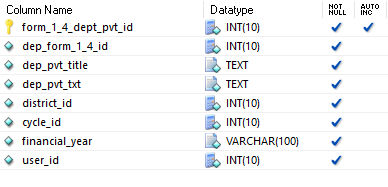 Column Name Datatype NOT NULL AUTO INC
form_1_4_dept_pvt_id INT(10)
dep_form_1_4_id INT(10)
dep_pvt_title TEXT
dep_pvt_txt TEXT
district_id INT(10)
cycle_id INT(10)
financial_year VARCHAR(100)
user_id INT(10)